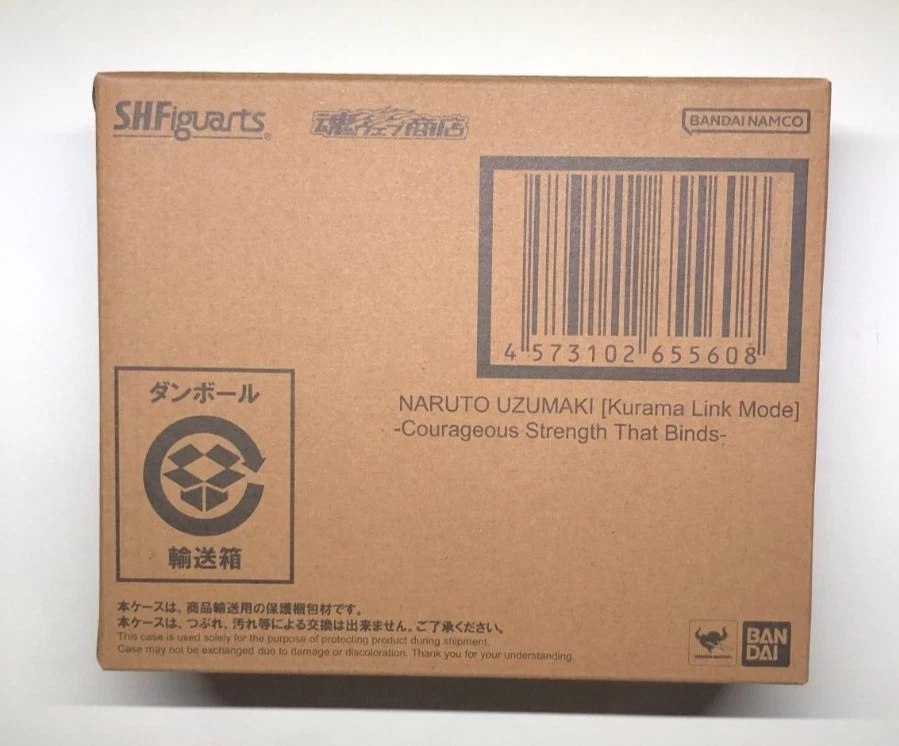 S.H.Figuarts
魂ウェブ商店
BANDAI NAMCO
4 573102 655608
NARUTO UZUMAKI [Kurama Link Mode]
-Courageous Strength That Binds-
ダンボール
輸送箱
本ケースは、商品輸送用の保護梱包材です。
本ケースは、つぶれ、汚れ等による交換は出来ません。ご了承ください。
This case is used solely for the purpose of protecting product during shipment.
Case may not be exchanged due to damage or discoloration. Thank you for your understanding.
BAN
DAI